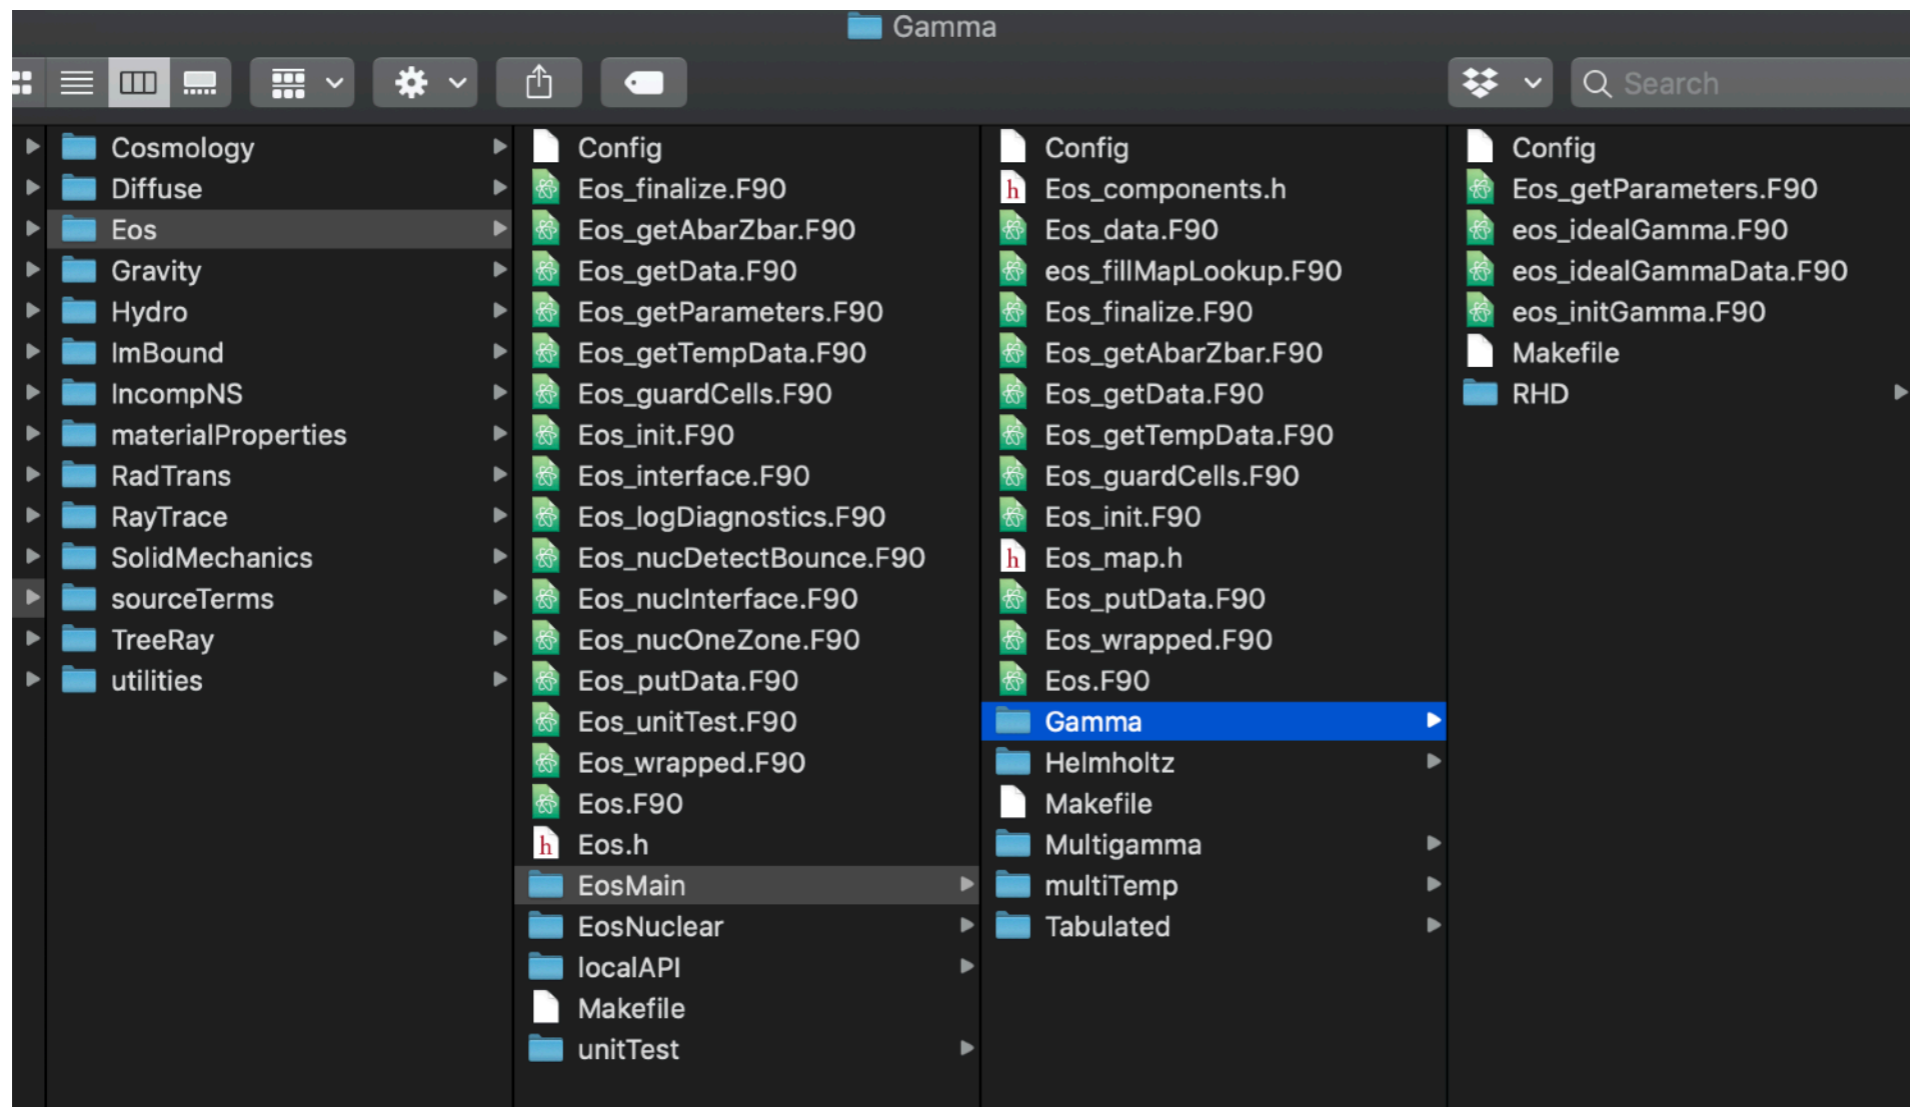 Gamma
Search
Cosmology
Diffuse
Eos
Gravity
Hydro
ImBound
IncompNS
materialProperties
RadTrans
RayTrace
SolidMechanics
sourceTerms
TreeRay
utilities
Config
Eos_finalize.F90
Eos_getAbarZbar.F90
Eos_getData.F90
Eos_getParameters.F90
Eos_getTempData.F90
Eos_guardCells.F90
Eos_init.F90
Eos_interface.F90
Eos_logDiagnostics.F90
Eos_nucDetectBounce.F90
Eos_nucInterface.F90
Eos_nucOneZone.F90
Eos_putData.F90
Eos_unitTest.F90
Eos_wrapped.F90
Eos.F90
h Eos.h
EosMain
EosNuclear
localAPI
Makefile
unitTest
Config
h Eos_components.h
Eos_data.F90
eos_fillMapLookup.F90
Eos_finalize.F90
Eos_getAbarZbar.F90
Eos_getData.F90
Eos_getTempData.F90
Eos_guardCells.F90
Eos_init.F90
h Eos_map.h
Eos_putData.F90
Eos_wrapped.F90
Eos.F90
Gamma
Helmholtz
Makefile
Multigamma
multiTemp
Tabulated
Config
Eos_getParameters.F90
eos_idealGamma.F90
eos_idealGammaData.F90
eos_initGamma.F90
Makefile
RHD